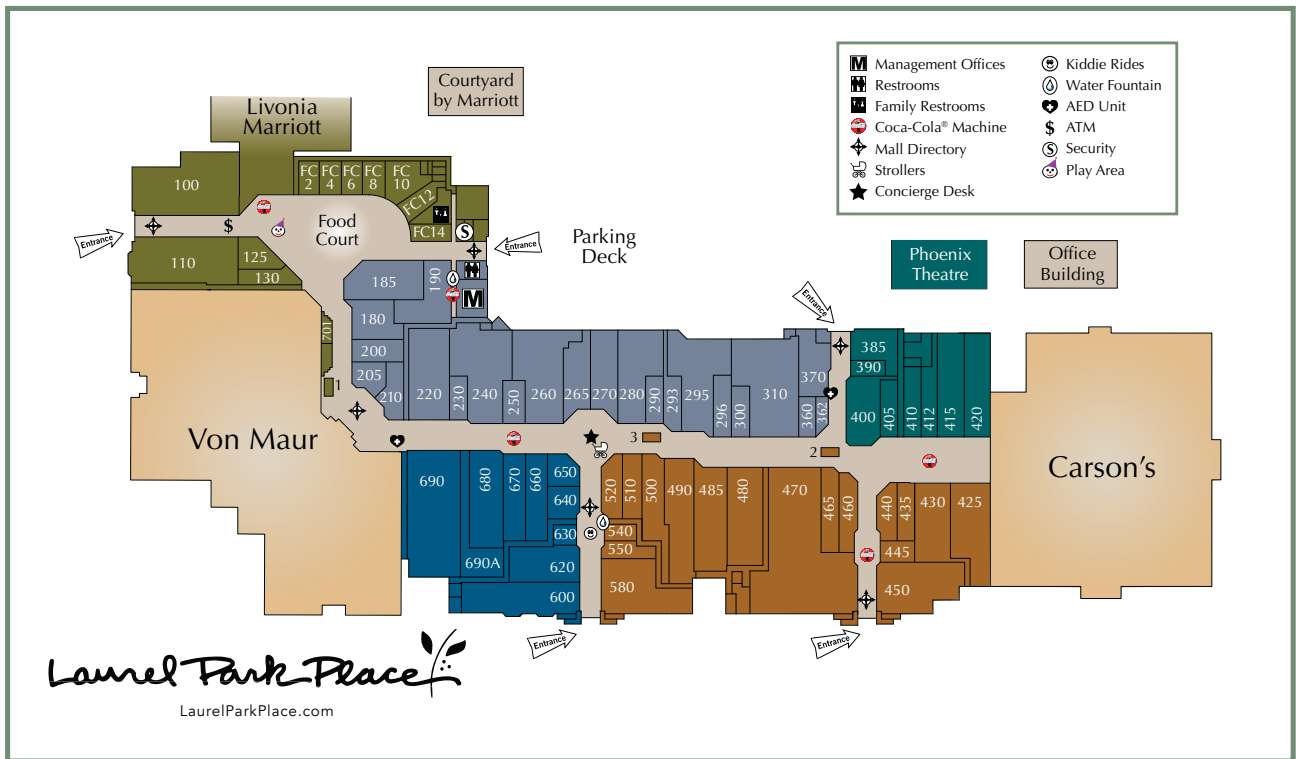 Courtyard
by Marriott
Livonia
Marriott
M Management Offices
Restrooms
Family Restrooms
Coca-Cola® Machine
Mall Directory
Strollers
Concierge Desk
Kiddie Rides
Water Fountain
AED Unit
$ ATM
S Security
Play Area
100
FC
2
FC
4
FC
6
FC
8
FC
10
FC12
FC14
Food
Court
$
S
Entrance
Entrance
Parking
Deck
110
125
130
Phoenix
Theatre
Office
Building
185
190
M
180
200
205
210
701
1
Entrance
220
230
240
250
260
265
270
280
290
293
295
296
300
310
360
362
370
385
390
400
405
410
412
415
420
Von Maur
3
2
Carson's
690
680
670
660
650
640
630
690A
620
600
520
510
500
490
485
480
470
465
460
540
550
580
440
435
430
425
445
450
Entrance
Entrance
Laurel Park Place
LaurelParkPlace.com